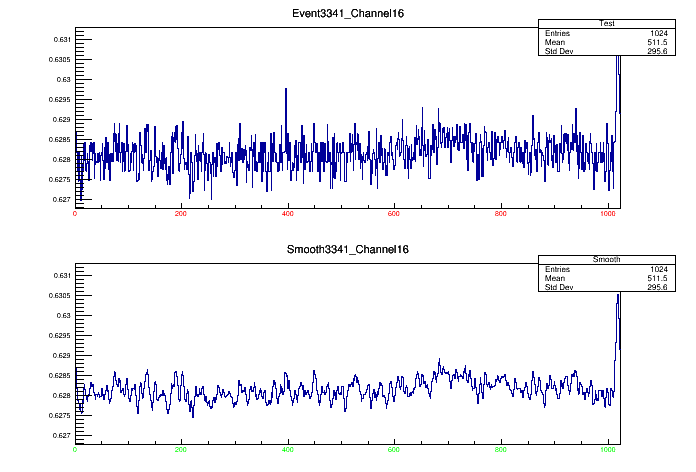 Event3341_Channel16
Test
Entries 1024
Mean 511.5
Std Dev 295.6
0.631
0.6305
0.63
0.6295
0.629
0.6285
0.628
0.6275
0.627
0 200 400 600 800 1000
Smooth3341_Channel16
Smooth
Entries 1024
Mean 511.5
Std Dev 295.6
0.631
0.6305
0.63
0.6295
0.629
0.6285
0.628
0.6275
0.627
0 200 400 600 800 1000